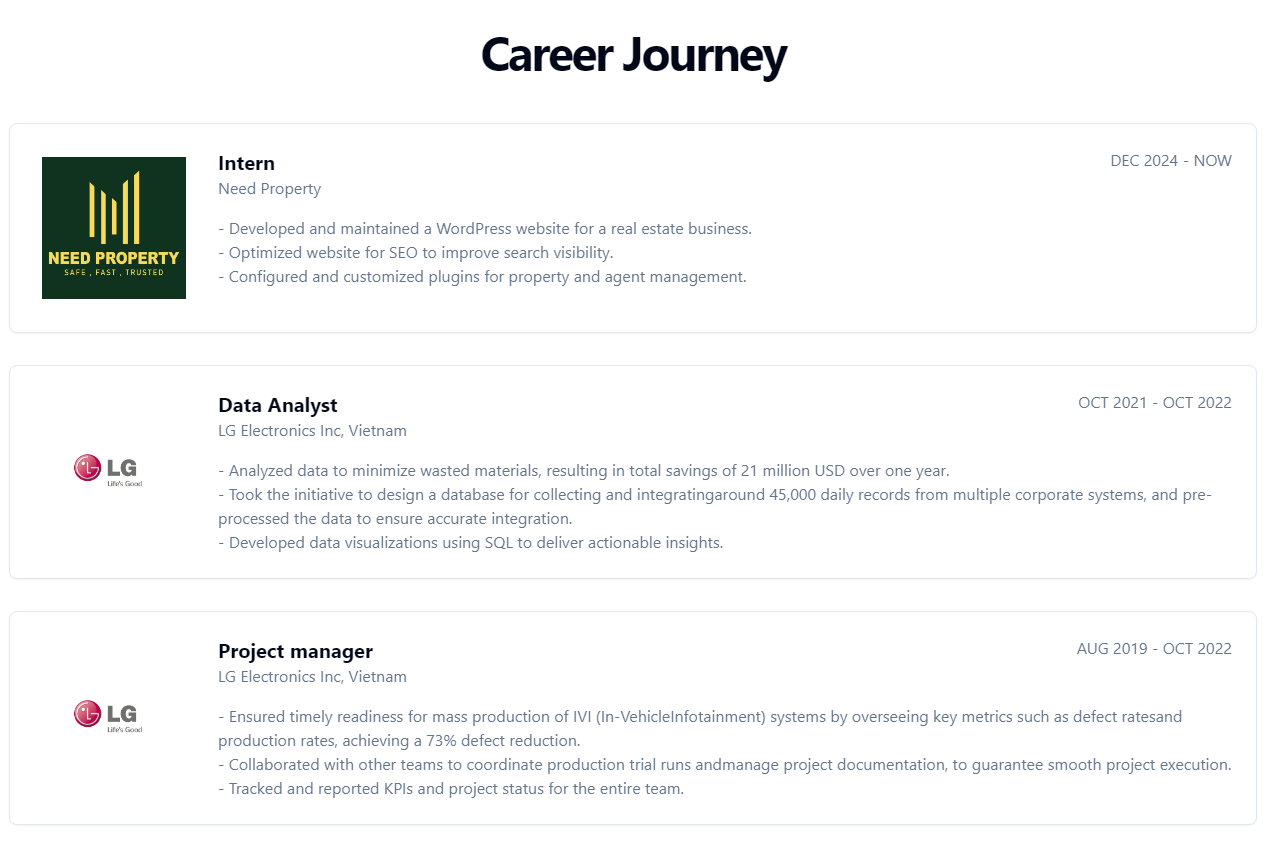 Career Journey
Intern
DEC 2024 - NOW
Need Property
NEED PROPERTY
SAFE , FAST , TRUSTED
- Developed and maintained a WordPress website for a real estate business.
- Optimized website for SEO to improve search visibility.
- Configured and customized plugins for property and agent management.
Data Analyst
OCT 2021 - OCT 2022
LG Electronics Inc, Vietnam
LG
Life's Good
- Analyzed data to minimize wasted materials, resulting in total savings of 21 million USD over one year.
- Took the initiative to design a database for collecting and integratingaround 45,000 daily records from multiple corporate systems, and pre-
processed the data to ensure accurate integration.
- Developed data visualizations using SQL to deliver actionable insights.
Project manager
AUG 2019 - OCT 2022
LG Electronics Inc, Vietnam
LG
Life's Good
- Ensured timely readiness for mass production of IVI (In-VehicleInfotainment) systems by overseeing key metrics such as defect ratesand
production rates, achieving a 73% defect reduction.
- Collaborated with other teams to coordinate production trial runs andmanage project documentation, to guarantee smooth project execution.
- Tracked and reported KPIs and project status for the entire team.